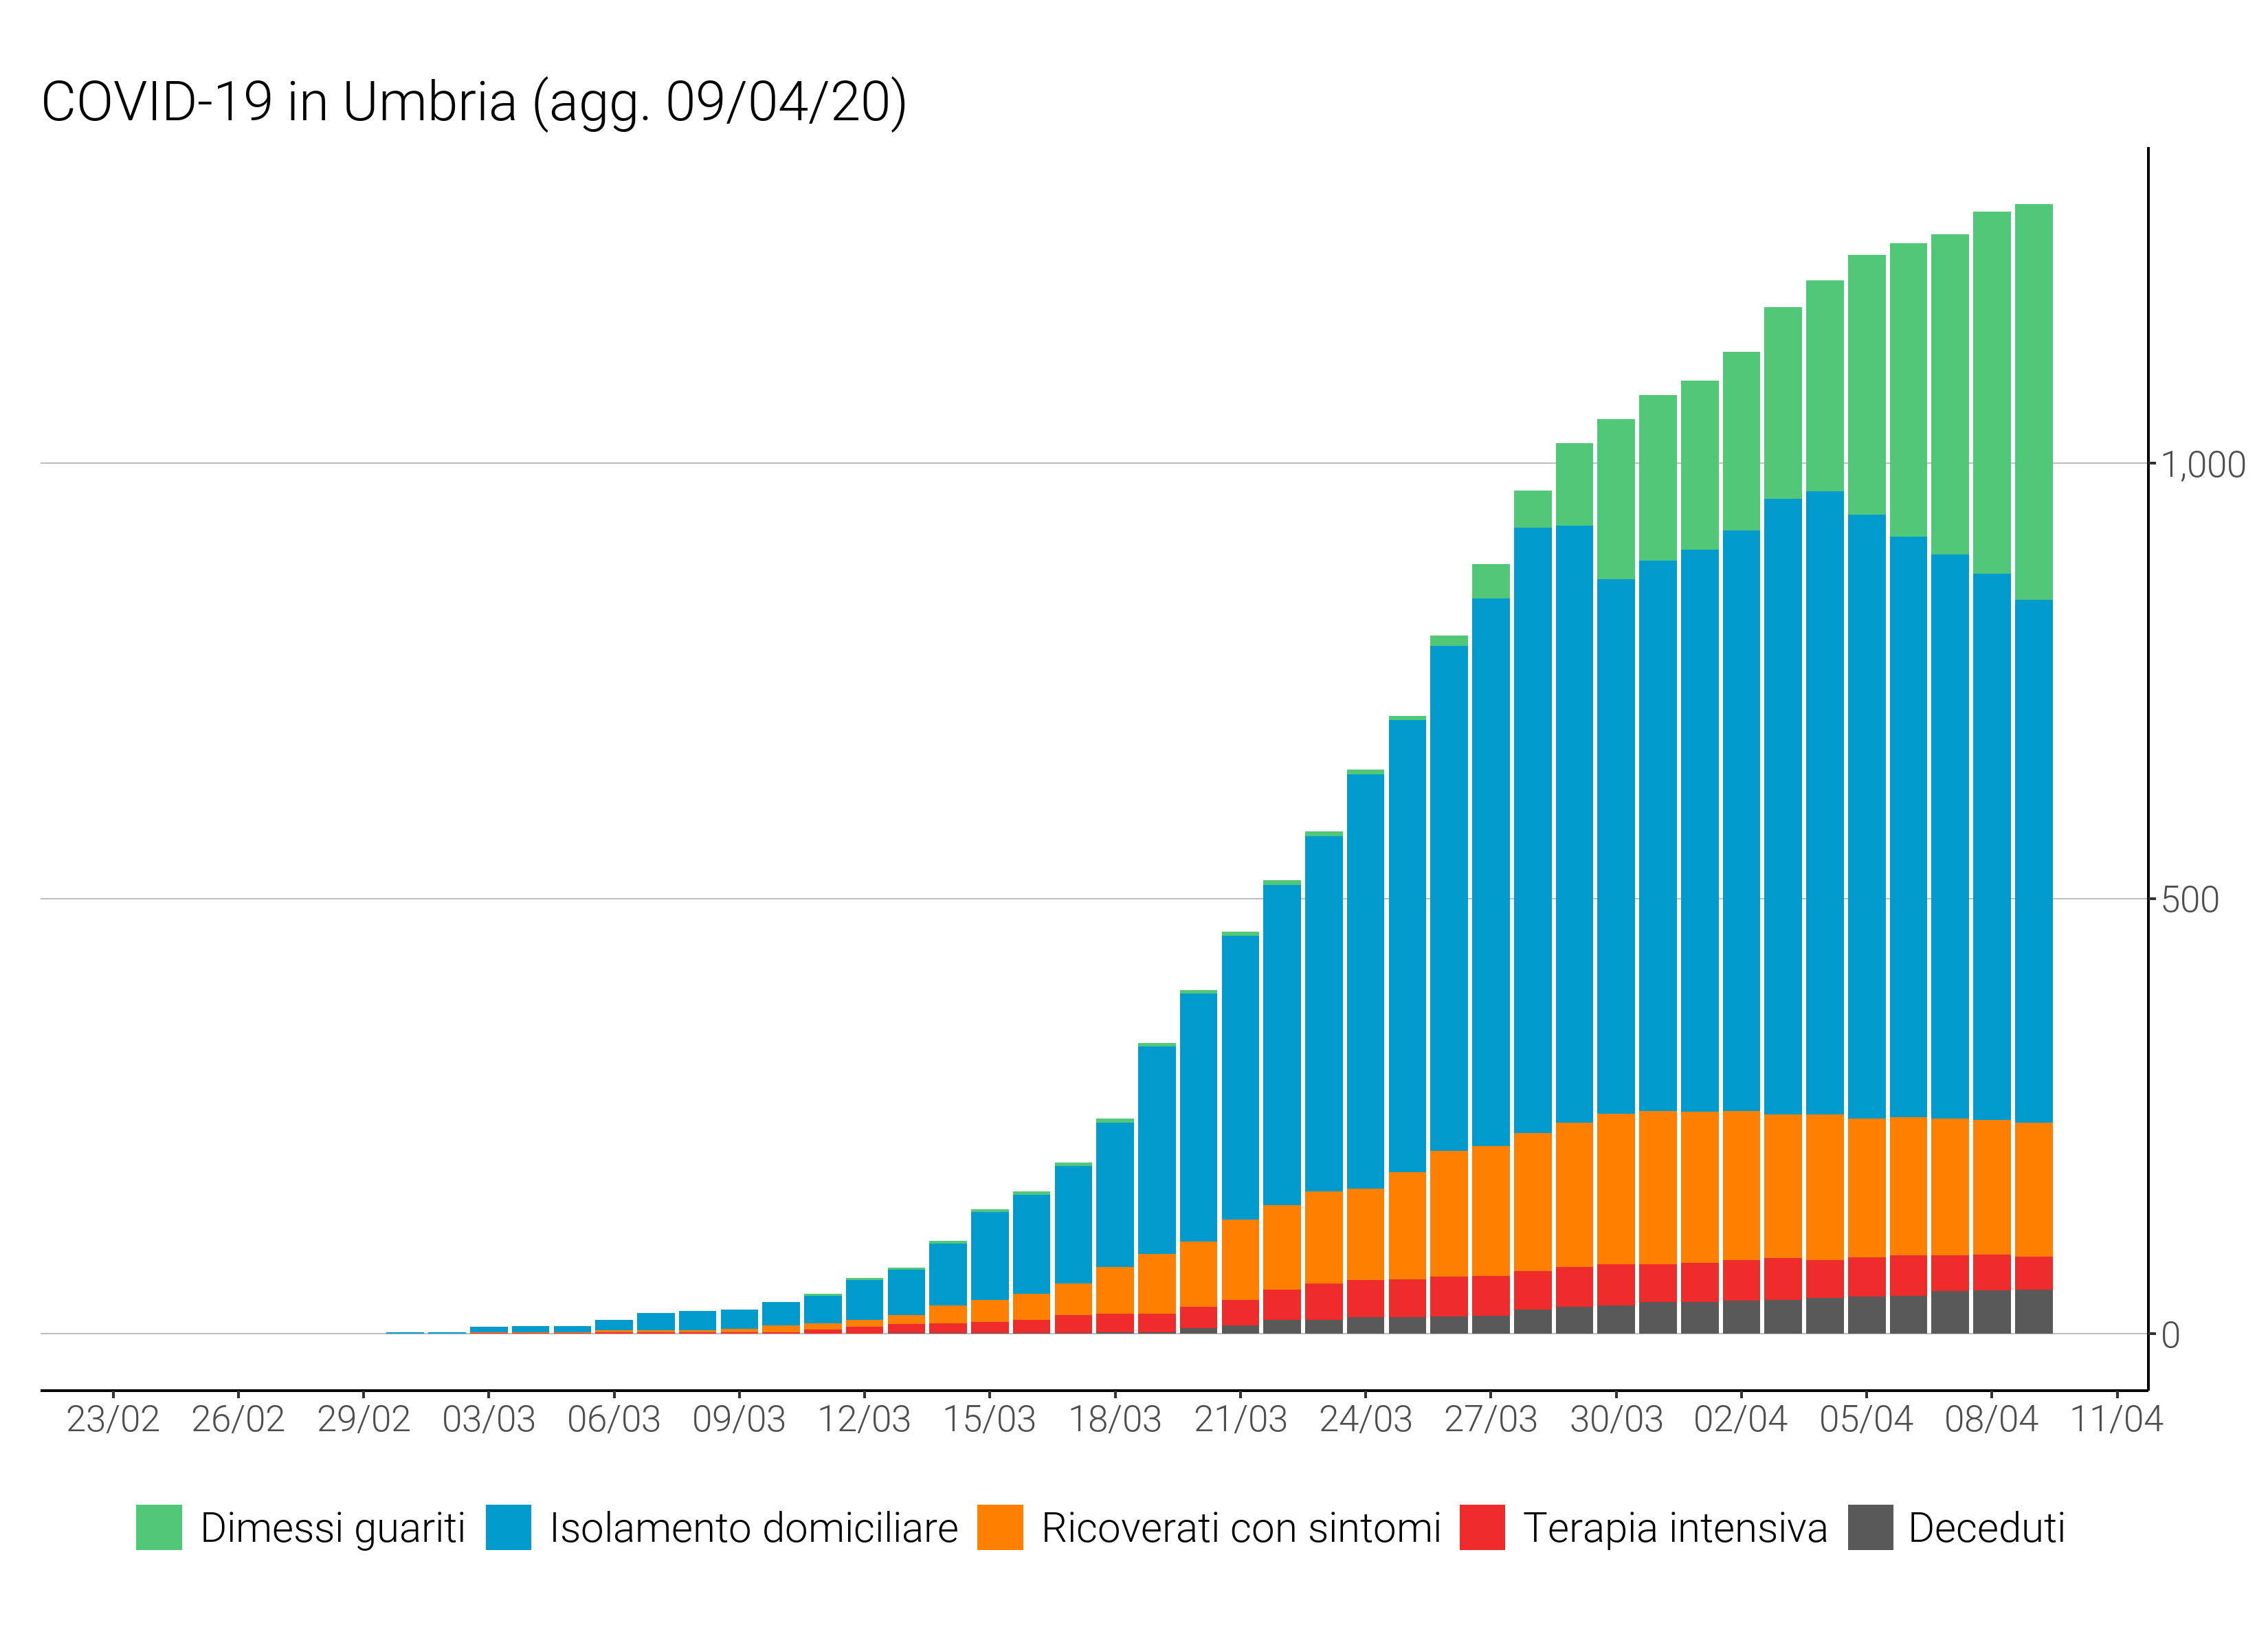 COVID-19 in Umbria (agg. 09/04/20)
1,000
500
0
23/02 26/02 29/02 03/03 06/03 09/03 12/03 15/03 18/03 21/03 24/03 27/03 30/03 02/04 05/04 08/04 11/04
Dimessi guariti Isolamento domiciliare Ricoverati con sintomi Terapia intensiva Deceduti